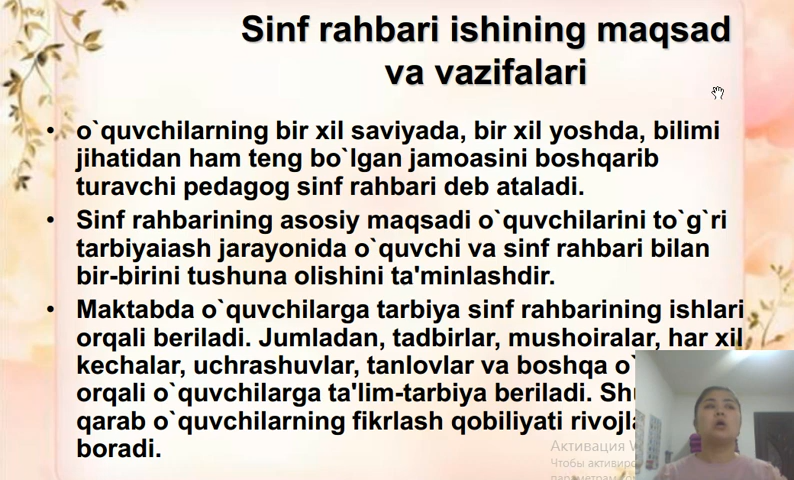 Sinf rahbari ishining maqsad
va vazifalari
• o`quvchilarning bir xil saviyada, bir xil yoshda, bilimi
jihatidan ham teng bo`lgan jamoasini boshqarib
turavchi pedagog sinf rahbari deb ataladi.
• Sinf rahbarining asosiy maqsadi o`quvchilarini to`g`ri
tarbiyaiash jarayonida o`quvchi va sinf rahbari bilan
bir-birini tushuna olishini ta'minlashdir.
• Maktabda o`quvchilarga tarbiya sinf rahbarining ishlari
orqali beriladi. Jumladan, tadbirlar, mushoiralar, har xil
kechalar, uchrashuvlar, tanlovlar va boshqa
orqali o`quvchilarga ta'lim-tarbiya beriladi.
qarab o`quvchilarning fikrlash qobiliyati
boradi.
Активация
Чтобы